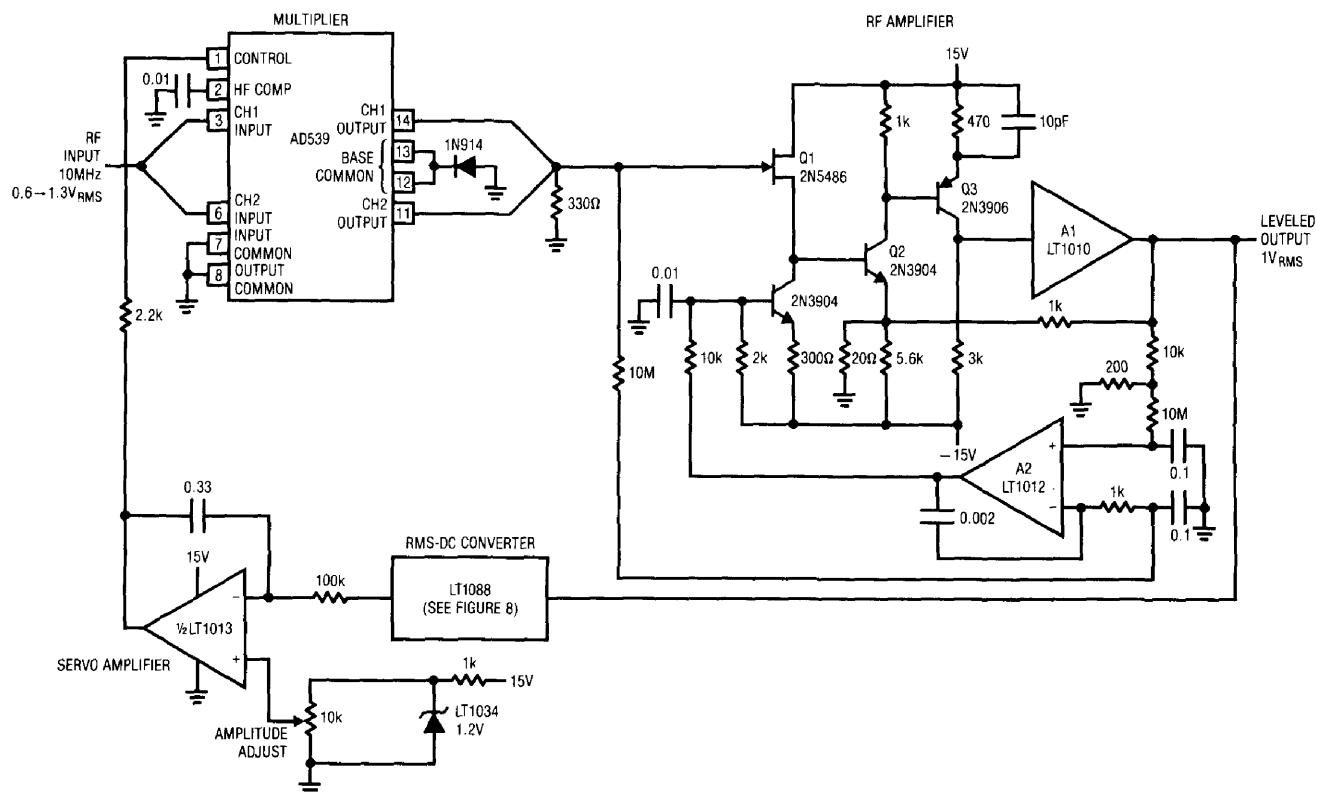 MULTIPLIER
RF AMPLIFIER
1 CONTROL
0.01
2 HF COMP
3 CH1
INPUT
RF
INPUT
10MHz
0.6→1.3VRMS
AD539
CH1
OUTPUT 14
BASE 13
COMMON 12
1N914
CH2
OUTPUT 11
6 CH2
INPUT
7 INPUT
COMMON
8 OUTPUT
COMMON
330Ω
15V
1k
470
10pF
Q1
2N5486
Q3
2N3906
A1
LT1010
LEVELED
OUTPUT
1VRMS
Q2
2N3904
0.01
2N3904
1k
2.2k
10M
10k
2k
300Ω
20Ω
5.6k
3k
10k
200
10M
−15V
+
A2
LT1012
−
0.1
1k
0.1
0.002
0.33
15V
RMS-DC CONVERTER
−
100k
LT1088
(SEE FIGURE 8)
½LT1013
SERVO AMPLIFIER
+
1k
15V
10k
LT1034
1.2V
AMPLITUDE
ADJUST